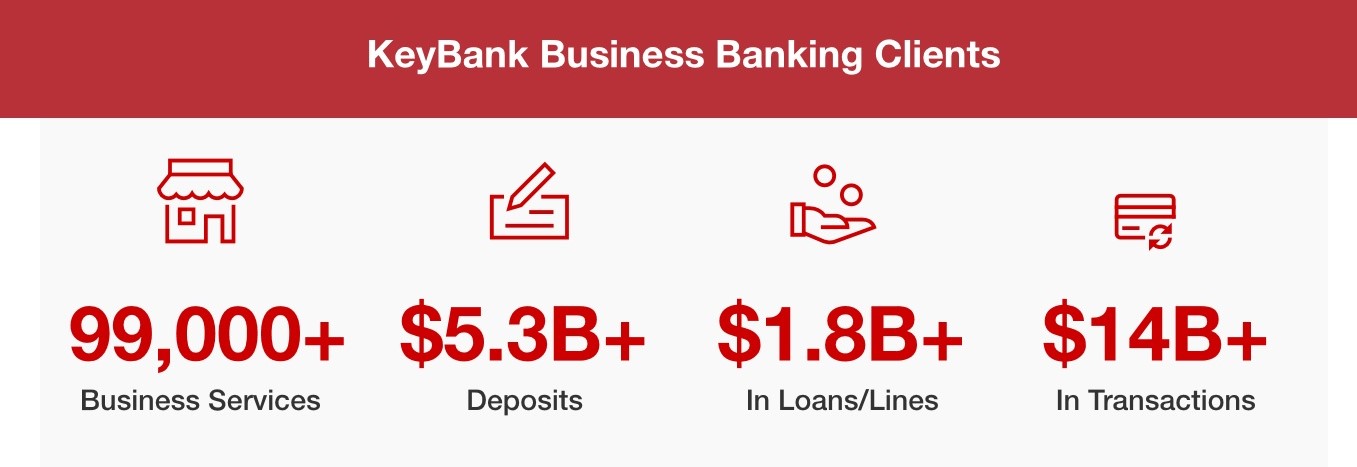 KeyBank Business Banking Clients
99,000+
Business Services
$5.3B+
Deposits
$1.8B+
In Loans/Lines
$14B+
In Transactions